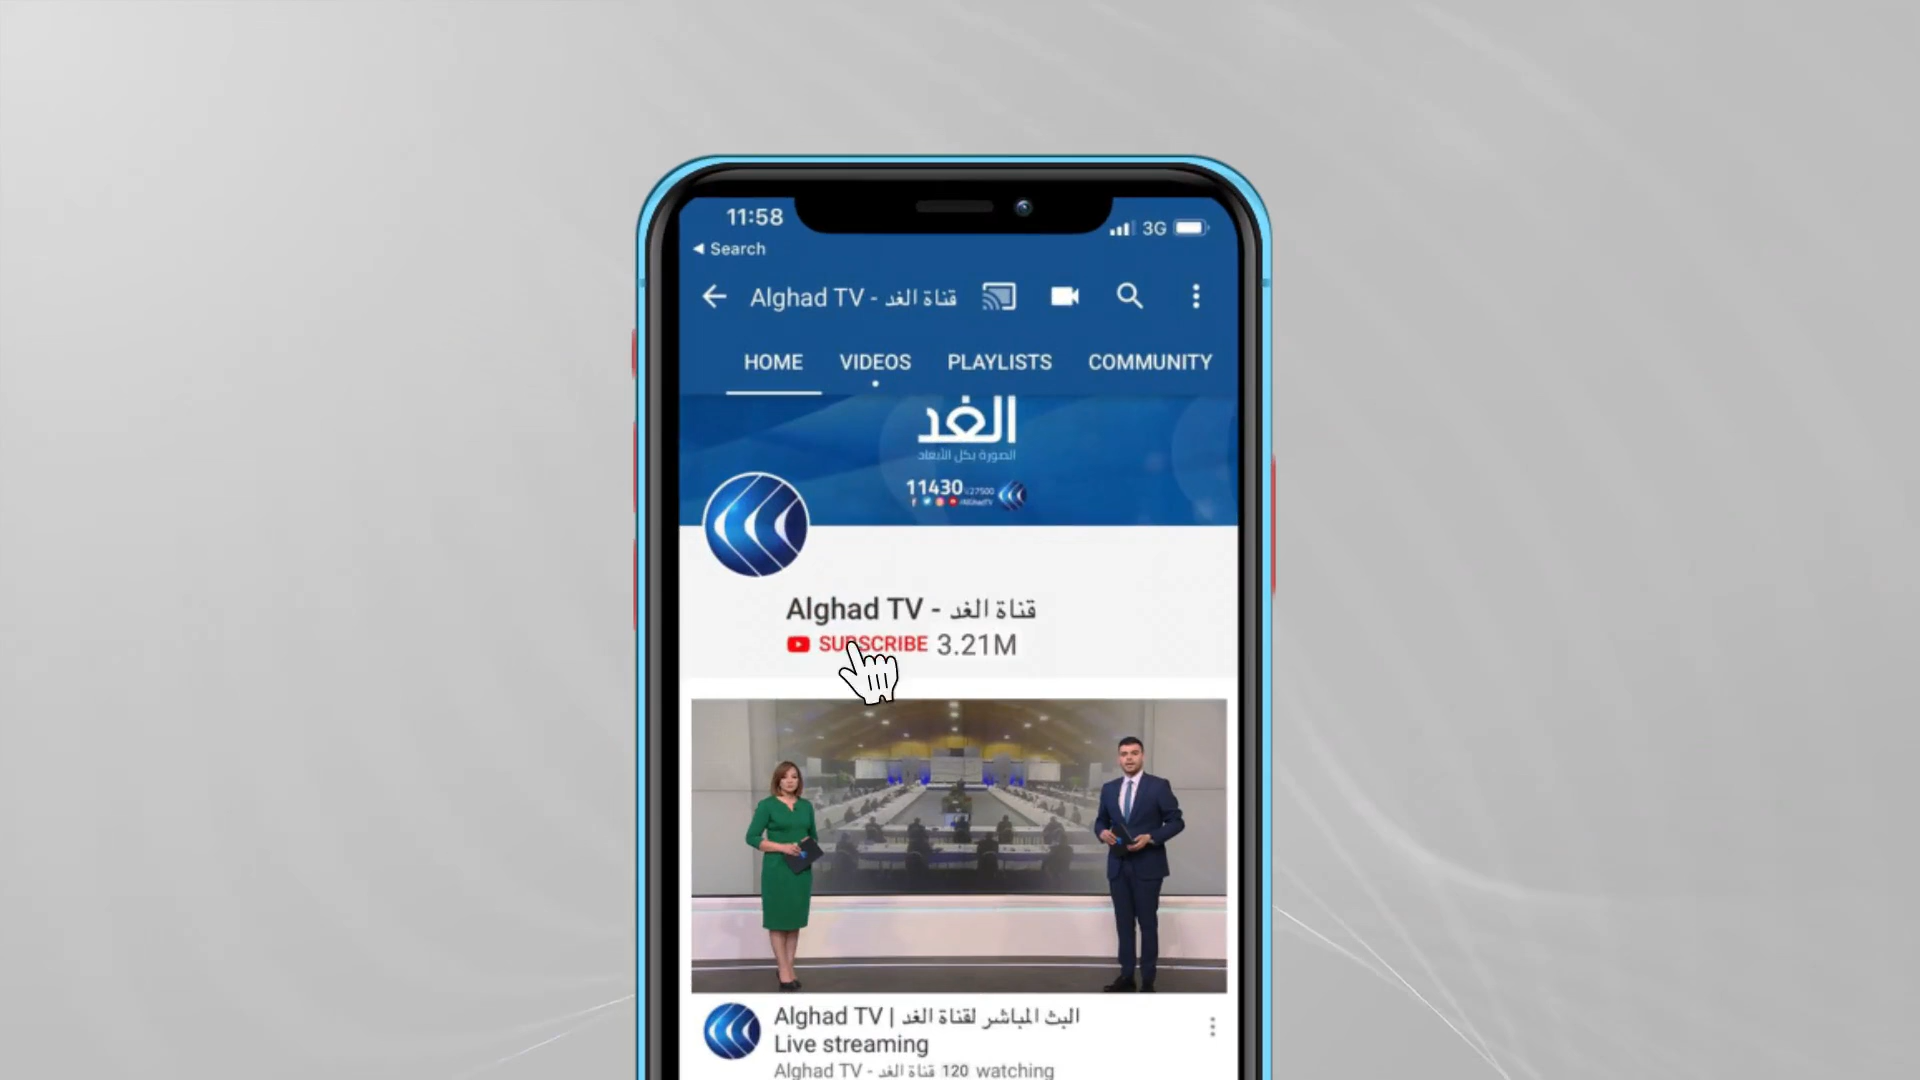 11:58
3G
Search
Alghad TV - قناة الغد
HOME VIDEOS PLAYLISTS COMMUNITY
الغد
الصورة بكل الأبعاد
11430 27500
Alghad TV - قناة الغد
SUBSCRIBE 3.21M
Alghad TV | البث المباشر لقناة الغد
Live streaming
Alghad TV - قناة الغد 120 watching